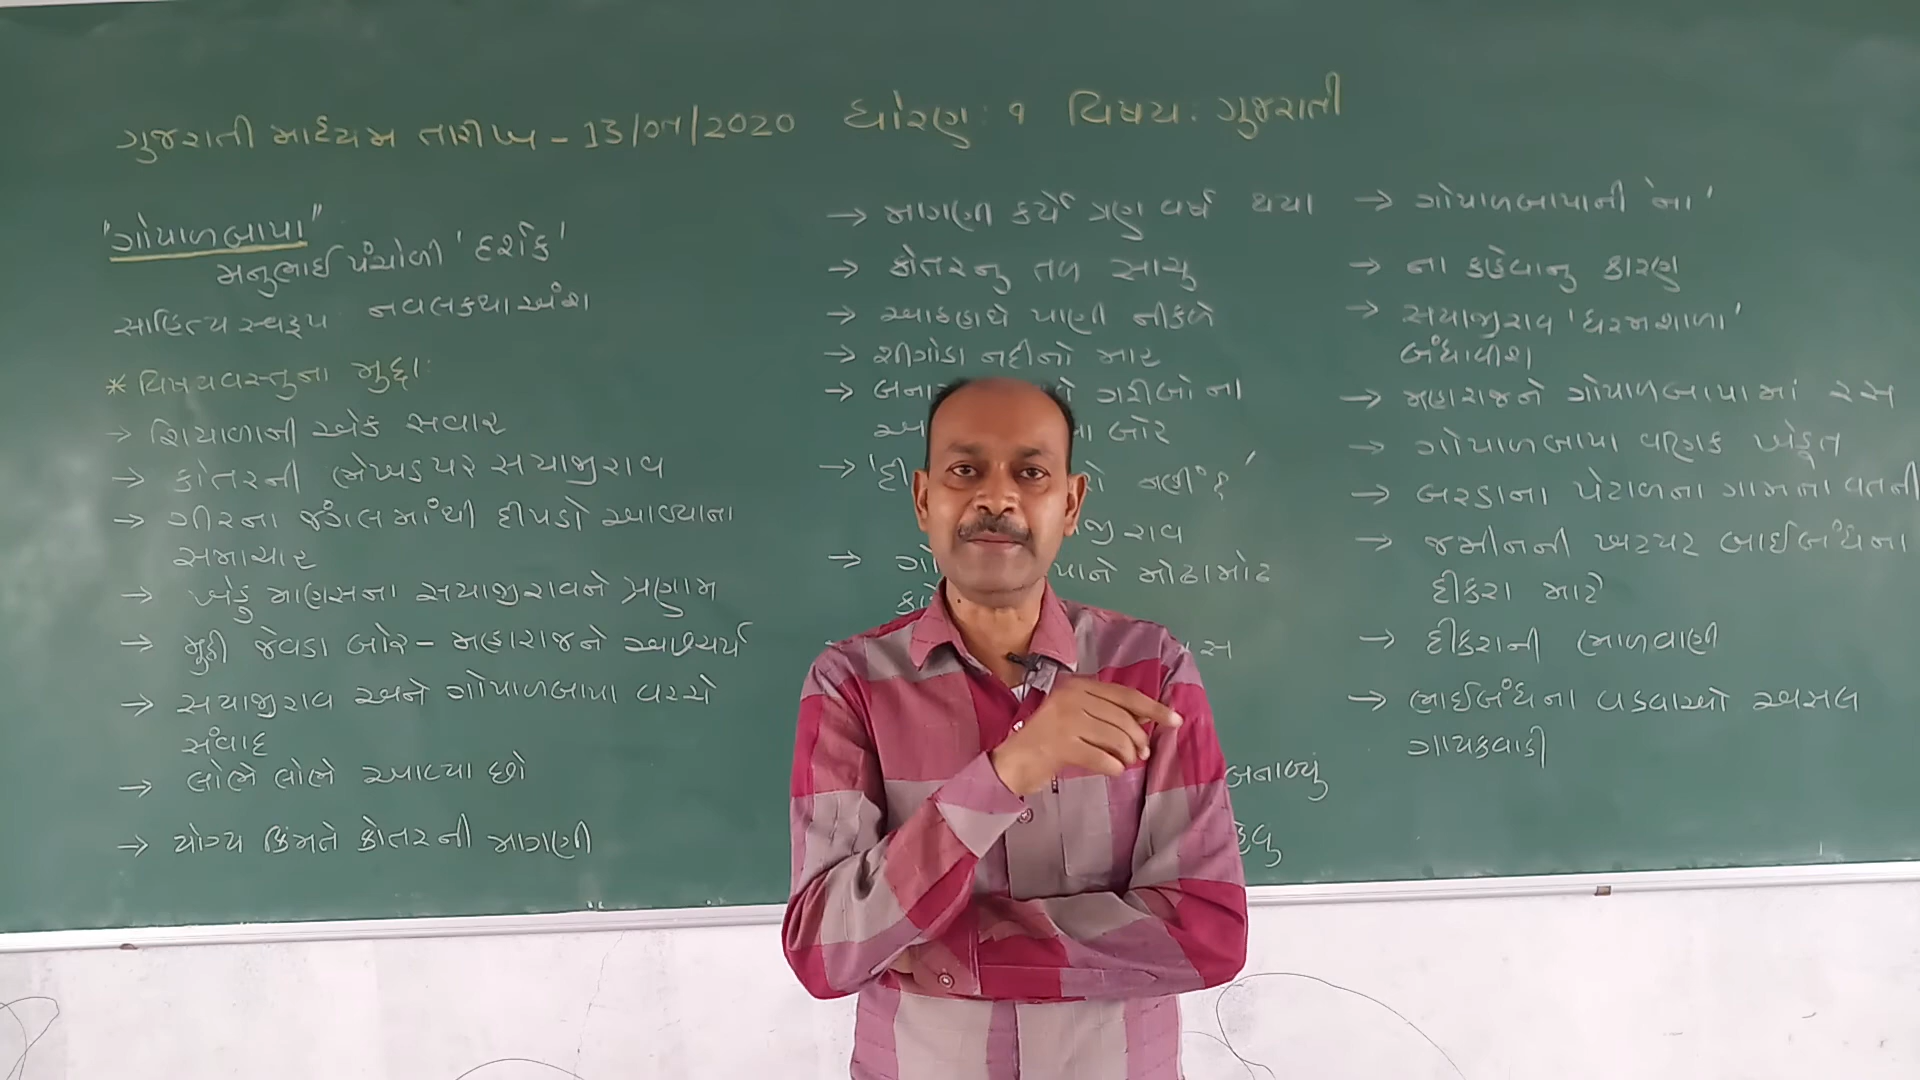 ગુજરાતી માધ્યમ તારીખ - 13/07/2020 ધોરણ: ૧ વિષય: ગુજરાતી
"ગોપાળબાપા"
મનુભાઈ પંચોળી 'દર્શક'
સાહિત્ય સ્વરૂપ નવલકથા અંશ
* વિષયવસ્તુના મુદ્દા:
→ શિયાળાની એક સવાર
→ કોતરની ભેખડ પર સયાજીરાવ
→ ગીરના જંગલમાંથી દીપડો આવ્યાના
સમાચાર
→ ખેડુ માણસના સયાજીરાવને પ્રણામ
→ મુઠ્ઠી જેવડા બોર - મહારાજને આશ્ચર્ય
→ સયાજીરાવ અને ગોપાળબાપા વચ્ચે
સંવાદ
→ લોભે લોભે આવ્યા છો
→ યોગ્ય કિંમતે કોતરની માગણી
→ માગણી કર્યે ત્રણ વર્ષ થયા
→ કોતરનુ તળ સાચુ
→ આઠહાથે પાણી નીકળે
→ શીગોડા નદીનો માર
→ ગરીબોના
બોર
→ નથી?'
જીરાવ
→ મોઢામોઢ
બનાવ્યું
→ ગોપાળબાપાની 'ના'
→ ના કહેવાનુ કારણ
→ સયાજીરાવ 'ધરમશાળા'
બંધાવીશ
→ મહારાજને ગોપાળબાપામાં રસ
→ ગોપાળબાપા વણિક ખેડૂત
→ બરડાના પેટાળના ગામના વતની
→ જમીનની ખટપટ ભાઈબંધના
દીકરા માટે
→ દીકરાની ભાળવણી
→ ભાઈબંધના વડવાઓ અસલ
ગાયકવાડી